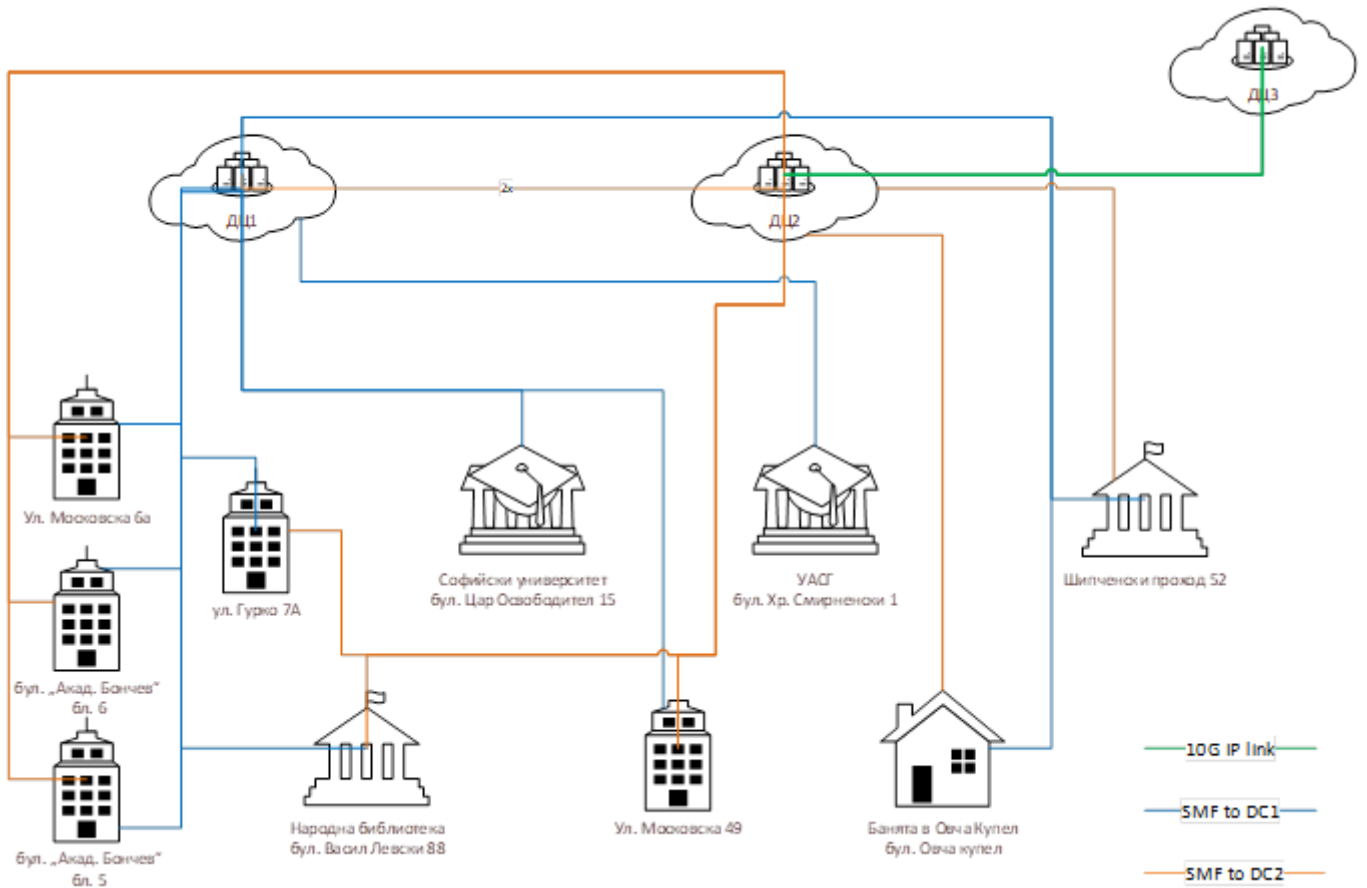 ДЦ3
ДЦ1
2x
ДЦ2
Ул. Московска 6а
ул. Гурко 7А
Софийски университет
бул. Цар Освободител 15
УАСГ
бул. Хр. Смирненски 1
Шипченски проход 52
бул. „Акад. Бончев“
бл. 6
бул. „Акад. Бончев“
бл. 5
Народна библиотека
бул. Васил Левски 88
Ул. Московска 49
Банята в Овча Купел
бул. Овча купел
10G IP link
SMF to DC1
SMF to DC2